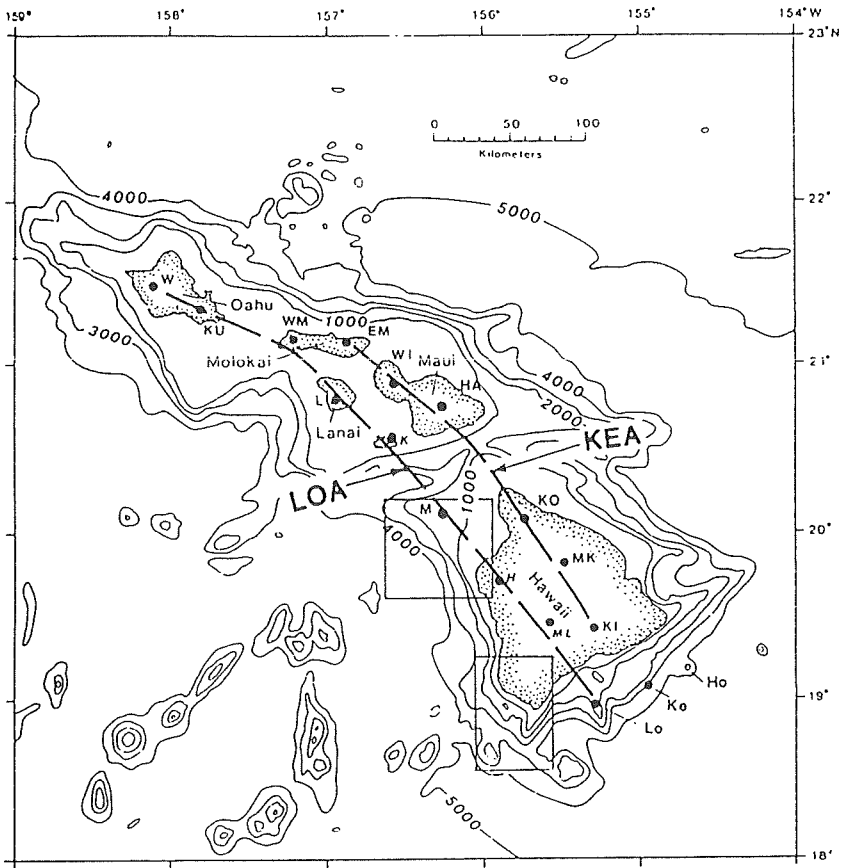 159° 158° 157° 156° 155° 154°W
23°N
0 50 100
Kilometers
4000
22°
5000
W
Oahu
KU
WM
1000
EM
3000
Molokai
WI
Maui
21°
HA
L
4000
Lanai
K
2000
KEA
LOA
1000
M
KO
20°
4000
MK
H
Hawaii
ML
KI
Ho
19°
Ko
Lo
5000
18°